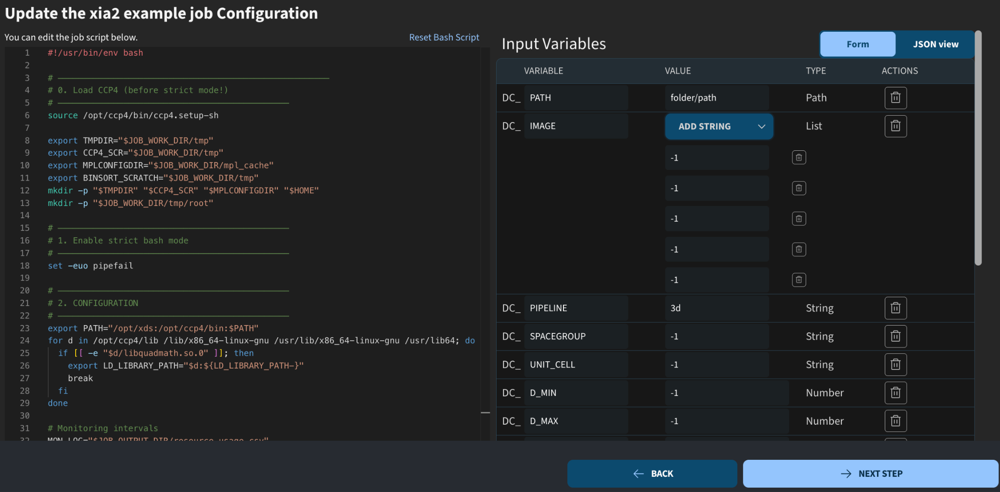 Update the xia2 example job Configuration
You can edit the job script below.
Reset Bash Script
1 #!/usr/bin/env bash
2
3 # ──────────────────────────────────────────────────────
4 # 0. Load CCP4 (before strict mode!)
5 # ──────────────────────────────────────────────
6 source /opt/ccp4/bin/ccp4.setup-sh
7
8 export TMPDIR="$JOB_WORK_DIR/tmp"
9 export CCP4_SCR="$JOB_WORK_DIR/tmp"
10 export MPLCONFIGDIR="$JOB_WORK_DIR/mpl_cache"
11 export BINSORT_SCRATCH="$JOB_WORK_DIR/tmp"
12 mkdir -p "$TMPDIR" "$CCP4_SCR" "$MPLCONFIGDIR" "$HOME"
13 mkdir -p "$JOB_WORK_DIR/tmp/root"
14
15 # ──────────────────────────────────────────────
16 # 1. Enable strict bash mode
17 # ──────────────────────────────────────────────
18 set -euo pipefail
19
20 # ──────────────────────────────────────────────
21 # 2. CONFIGURATION
22 # ──────────────────────────────────────────────
23 export PATH="/opt/xds:/opt/ccp4/bin:$PATH"
24 for d in /opt/ccp4/lib /lib/x86_64-linux-gnu /usr/lib/x86_64-linux-gnu /usr/lib64; do
25 if [[ -e "$d/libquadmath.so.0" ]]; then
26 export LD_LIBRARY_PATH="$d:${LD_LIBRARY_PATH-}"
27 break
28 fi
29 done
30
31 # Monitoring intervals
32 MON_LOG="$JOB_OUTPUT_DIR/resource_usage.csv"
Input Variables
Form
JSON view
VARIABLE VALUE TYPE ACTIONS
DC_ PATH folder/path Path
DC_ IMAGE ADD STRING List
-1
-1
-1
-1
-1
DC_ PIPELINE 3d String
DC_ SPACEGROUP -1 String
DC_ UNIT_CELL -1 String
DC_ D_MIN -1 Number
DC_ D_MAX -1 Number
BACK
NEXT STEP